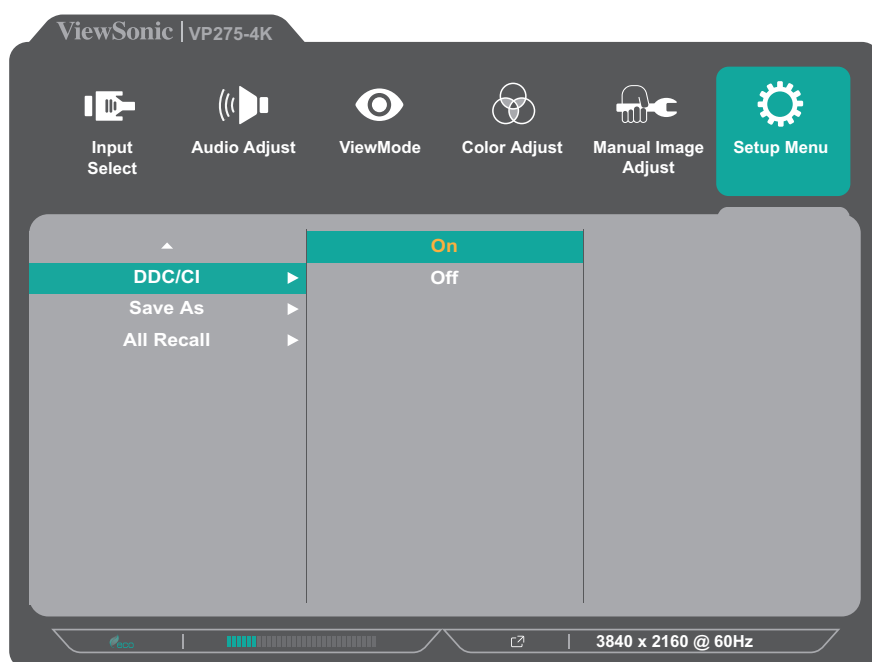 ViewSonic | VP275-4K
Input Select
Audio Adjust
ViewMode
Color Adjust
Manual Image Adjust
Setup Menu
On
DDC/CI
Off
Save As
All Recall
eco
3840 x 2160 @ 60Hz